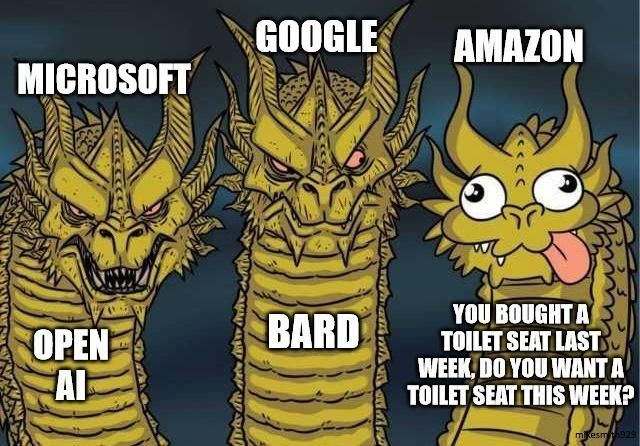 MICROSOFT
GOOGLE
AMAZON
OPEN
AI
BARD
YOU BOUGHT A
TOILET SEAT LAST
WEEK, DO YOU WANT A
TOILET SEAT THIS WEEK?
mikesmith929